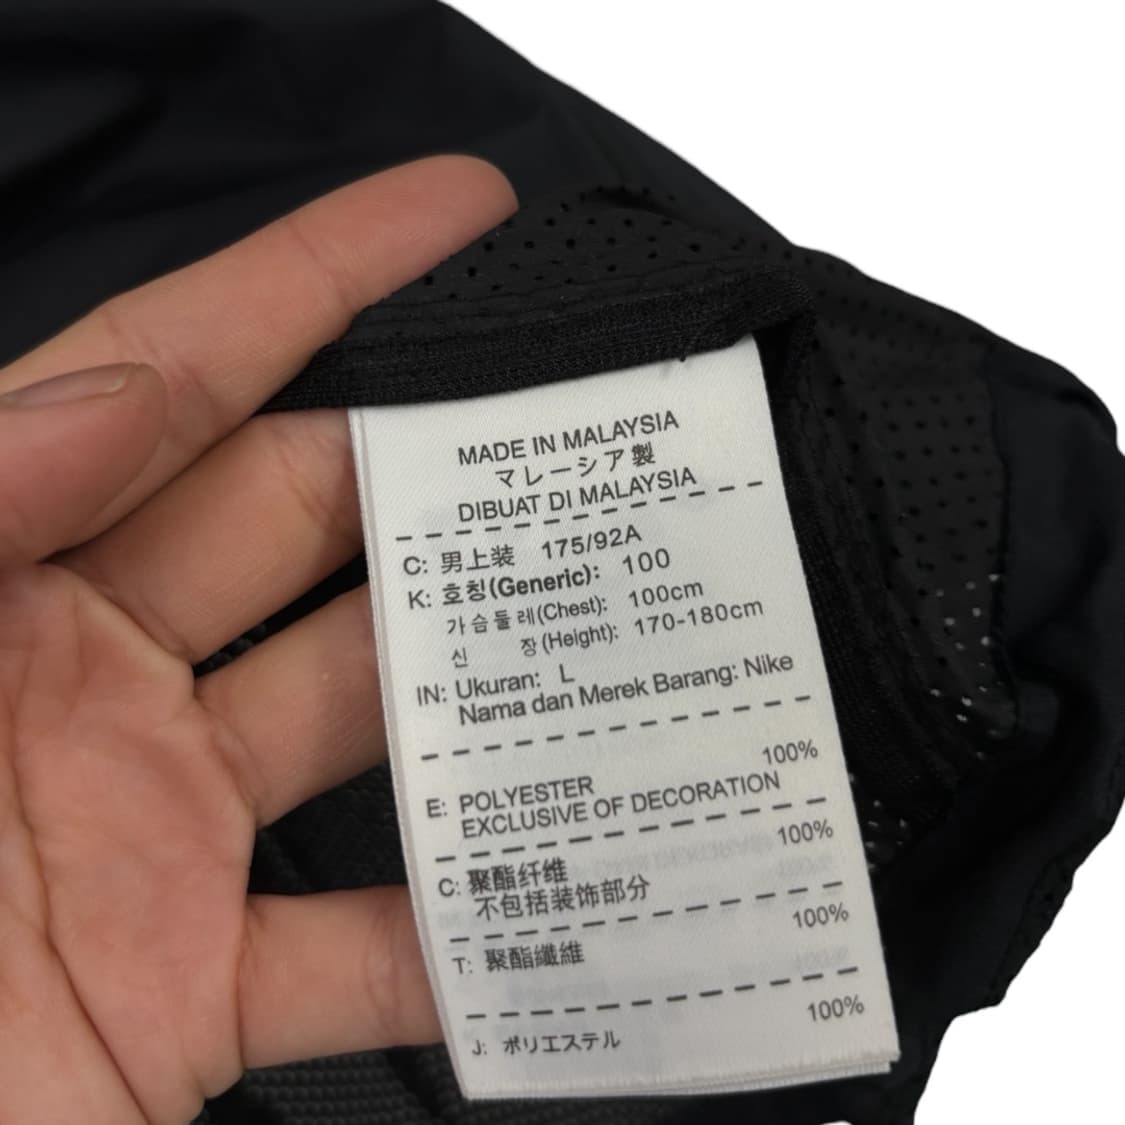 MADE IN MALAYSIA
マレーシア製
DIBUAT DI MALAYSIA
C: 男上装 175/92A
K: 호칭(Generic): 100
가슴둘레(Chest): 100cm
신 장(Height): 170-180cm
IN: Ukuran: L
Nama dan Merek Barang: Nike
100%
E: POLYESTER
EXCLUSIVE OF DECORATION
100%
C: 聚酯纤维
不包括装饰部分
100%
T: 聚酯纖維
100%
J: ポリエステル